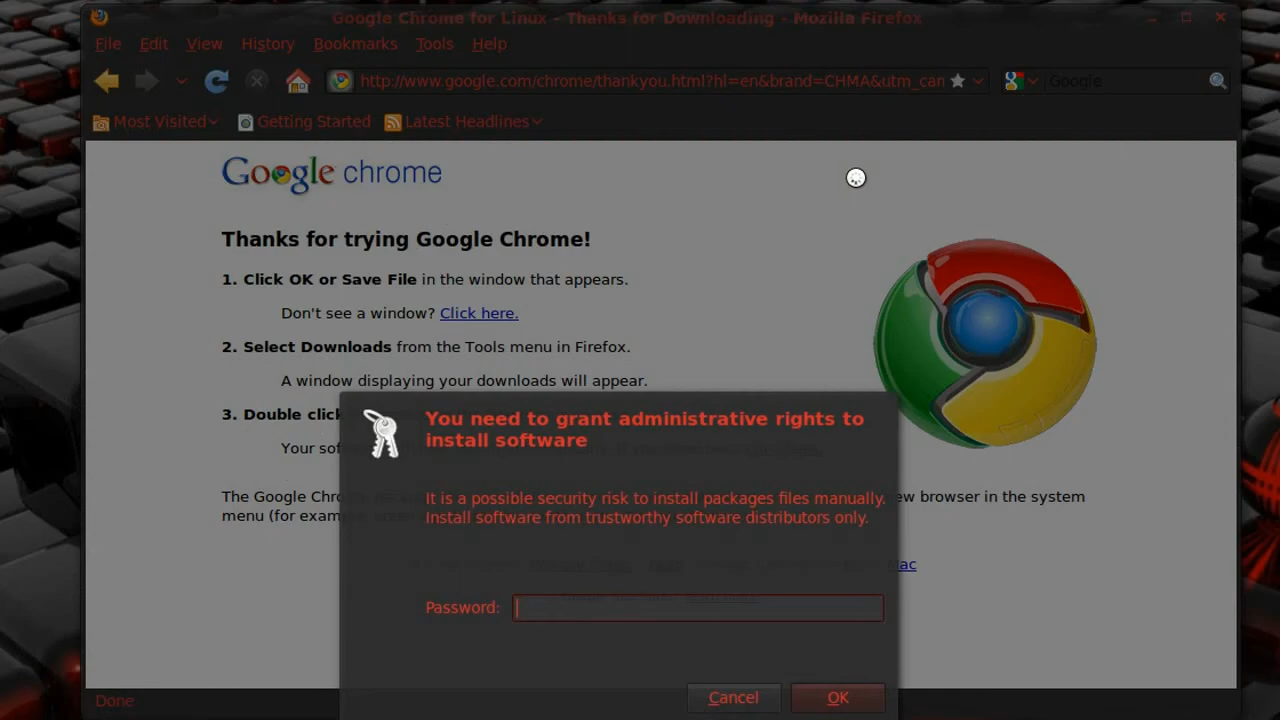 Google Chrome for Linux - Thanks for Downloading - Mozilla Firefox
File Edit View History Bookmarks Tools Help
http://www.google.com/chrome/thankyou.html?hl=en&brand=CHMA&utm_can
Google
Most Visited Getting Started Latest Headlines
Google chrome
Thanks for trying Google Chrome!
1. Click OK or Save File in the window that appears.
Don't see a window? Click here.
2. Select Downloads from the Tools menu in Firefox.
A window displaying your downloads will appear.
3. Double click
Your
The Google
menu (for
new browser in the system
Mac
You need to grant administrative rights to
install software
It is a possible security risk to install packages files manually.
Install software from trustworthy software distributors only.
Password:
Cancel OK
Done